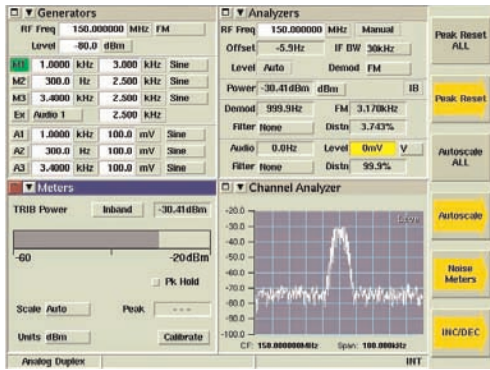 Generators
RF Freq 150.000000 MHz FM
Level -80.0 dBm
M1 1.0000 kHz 3.000 kHz Sine
M2 300.0 Hz 2.500 kHz Sine
M3 3.4000 kHz 2.500 kHz Sine
Ex Audio 1 2.500 kHz
A1 1.0000 kHz 100.0 mV Sine
A2 300.0 Hz 100.0 mV Sine
A3 3.4000 kHz 100.0 mV Sine
Analyzers
RF Freq 150.000000 MHz Manual
Offset -5.9Hz IF BW 30kHz
Level Auto Demod FM
Power -30.41dBm dBm IB
Demod 999.9Hz FM 3.170kHz
Filter None Distn 3.743%
Audio 0.0Hz Level 0mV V
Filter None Distn 99.9%
Meters
TRIB Power Inband -30.41dBm
-60 -20dBm
Pk Hold
Scale Auto Peak ---
Units dBm Calibrate
Channel Analyzer
Live
-20.0
-30.0
-40.0
-50.0
-60.0
-70.0
-80.0
-90.0
-100.0
CF: 150.000000MHz Span: 100.000kHz
Peak Reset
ALL
Peak Reset
Autoscale
ALL
Autoscale
Noise
Meters
INC/DEC
Analog Duplex INT